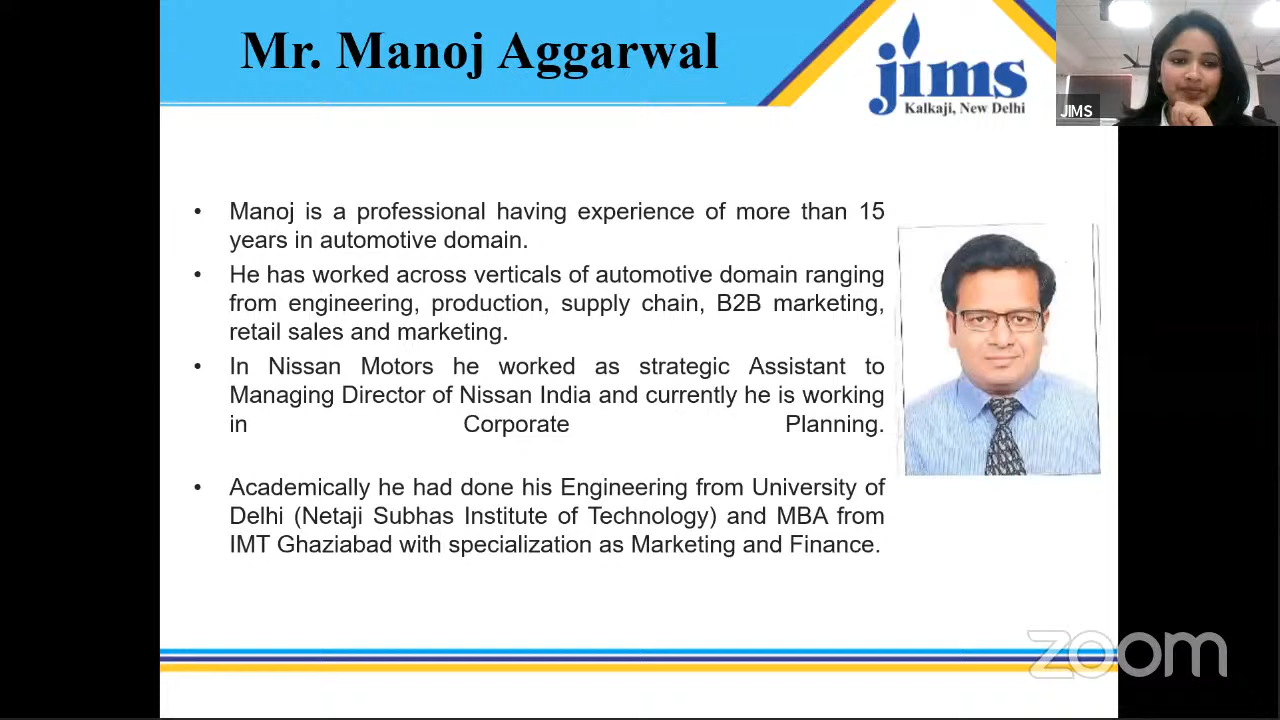 Mr. Manoj Aggarwal
jims
Kalkaji, New Delhi
JIMS
• Manoj is a professional having experience of more than 15
years in automotive domain.
• He has worked across verticals of automotive domain ranging
from engineering, production, supply chain, B2B marketing,
retail sales and marketing.
• In Nissan Motors he worked as strategic Assistant to
Managing Director of Nissan India and currently he is working
in Corporate Planning.
• Academically he had done his Engineering from University of
Delhi (Netaji Subhas Institute of Technology) and MBA from
IMT Ghaziabad with specialization as Marketing and Finance.
zoom